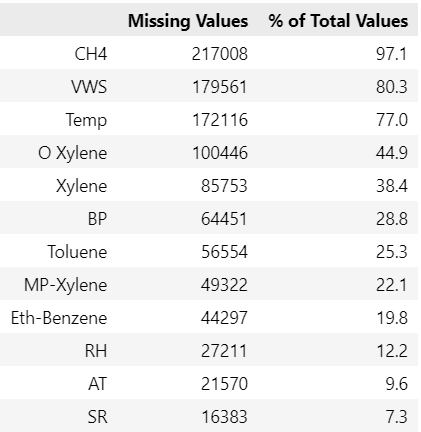 Missing Values % of Total Values
CH4 217008 97.1
VWS 179561 80.3
Temp 172116 77.0
O Xylene 100446 44.9
Xylene 85753 38.4
BP 64451 28.8
Toluene 56554 25.3
MP-Xylene 49322 22.1
Eth-Benzene 44297 19.8
RH 27211 12.2
AT 21570 9.6
SR 16383 7.3